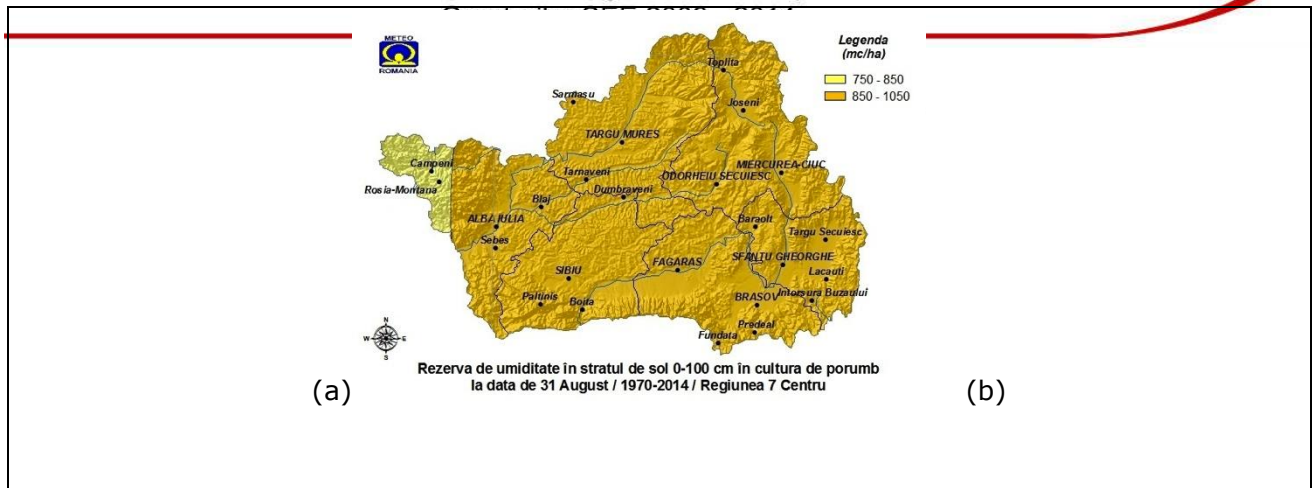 METEO
ROMANIA
Legenda
(mc/ha)
750 - 850
850 - 1050
Toplita
Sarmasu
Joseni
TARGU MURES
Campeni
Rosia-Montana
Tarnaveni
MIERCUREA-CIUC
ODORHEIU SECUIESC
Dumbraveni
Blaj
ALBA IULIA
Baraolt
Targu Secuiesc
Sebes
SIBIU
FAGARAS
SFANTU GHEORGHE
Lacauti
Paltinis
Boita
BRASOV
Intorsura Buzaului
Predeal
Fundata
N
W
E
S
Rezerva de umiditate în stratul de sol 0-100 cm în cultura de porumb
la data de 31 August / 1970-2014 / Regiunea 7 Centru
(a)
(b)